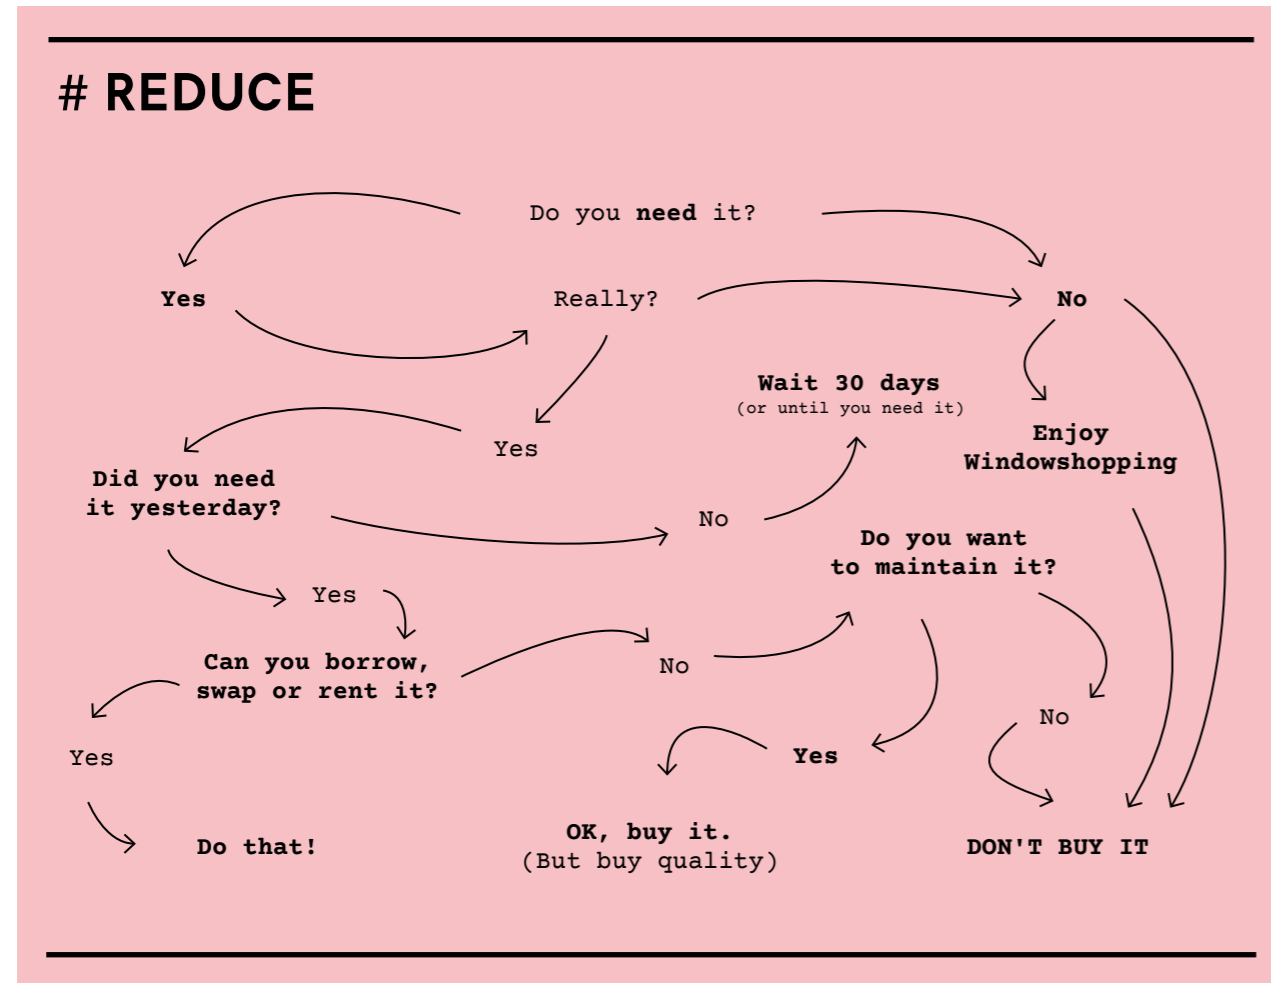 # REDUCE
Do you need it?
Yes
Really?
No
Wait 30 days
(or until you need it)
Enjoy
Windowshopping
Yes
Did you need
it yesterday?
No
Do you want
to maintain it?
Yes
Can you borrow,
swap or rent it?
No
No
Yes
Yes
OK, buy it.
(But buy quality)
Do that!
DON'T BUY IT